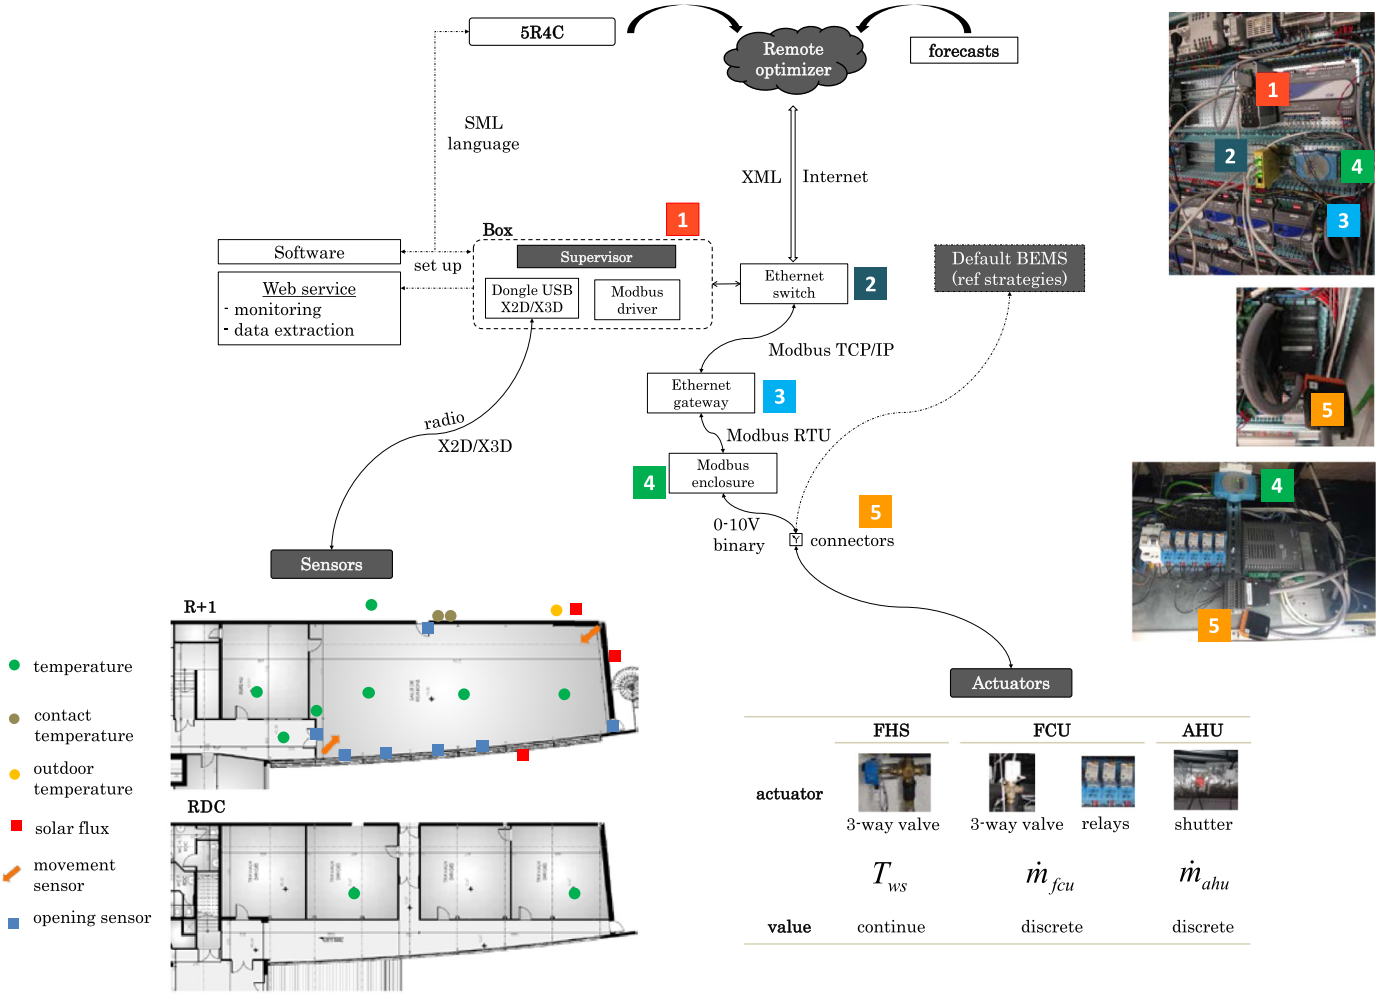 5R4C
Remote
optimizer
forecasts
SML
language
XML
Internet
1
2
4
3
Box
1
Software
set up
Supervisor
Dongle USB
X2D/X3D
Modbus
driver
Ethernet
switch
2
Default BEMS
(ref strategies)
Web service
- monitoring
- data extraction
Modbus TCP/IP
Ethernet
gateway
3
5
radio
X2D/X3D
Modbus RTU
Modbus
enclosure
4
4
0-10V
binary
Y
connectors
5
5
Sensors
R+1
temperature
contact
temperature
outdoor
temperature
solar flux
movement
sensor
opening sensor
RDC
Actuators
FHS
FCU
AHU
actuator
3-way valve
3-way valve
relays
shutter
T ws
ṁ fcu
ṁ ahu
value
continue
discrete
discrete